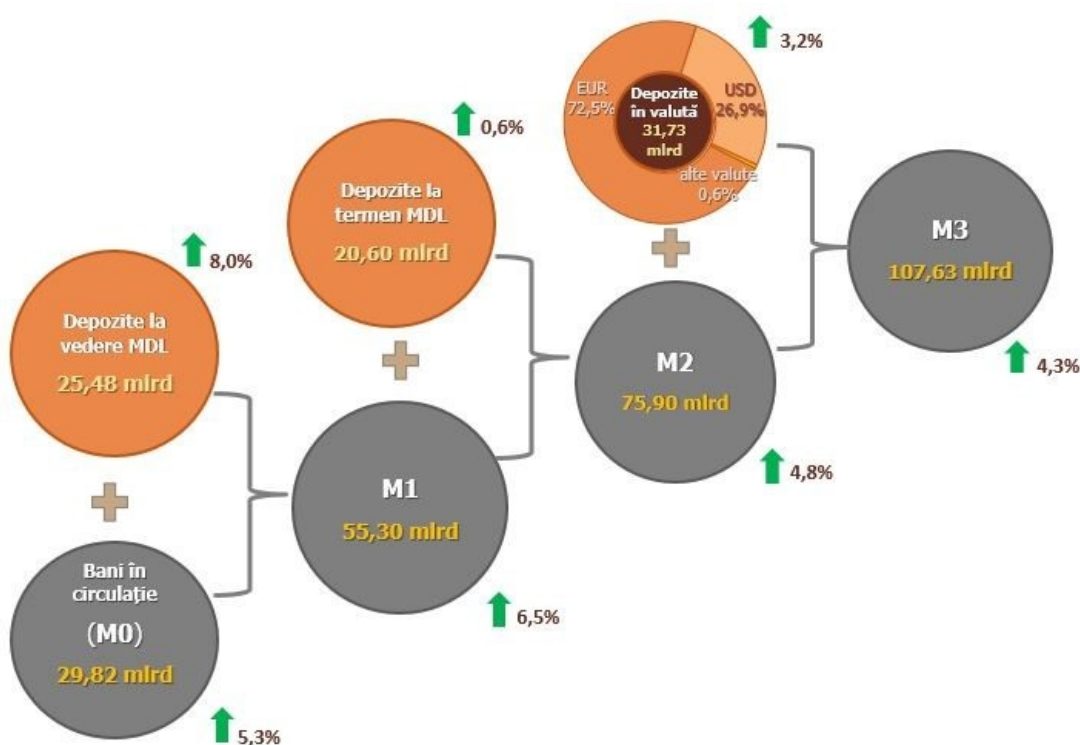 3,2%
EUR
72,5%
Depozite
în valută
31,73
mlrd
USD
26,9%
alte valute
0,6%
0,6%
Depozite la
termen MDL
20,60 mlrd
8,0%
Depozite la
vedere MDL
25,48 mlrd
M3
107,63 mlrd
4,3%
M2
75,90 mlrd
4,8%
M1
55,30 mlrd
6,5%
Bani în
circulație
(M0)
29,82 mlrd
5,3%